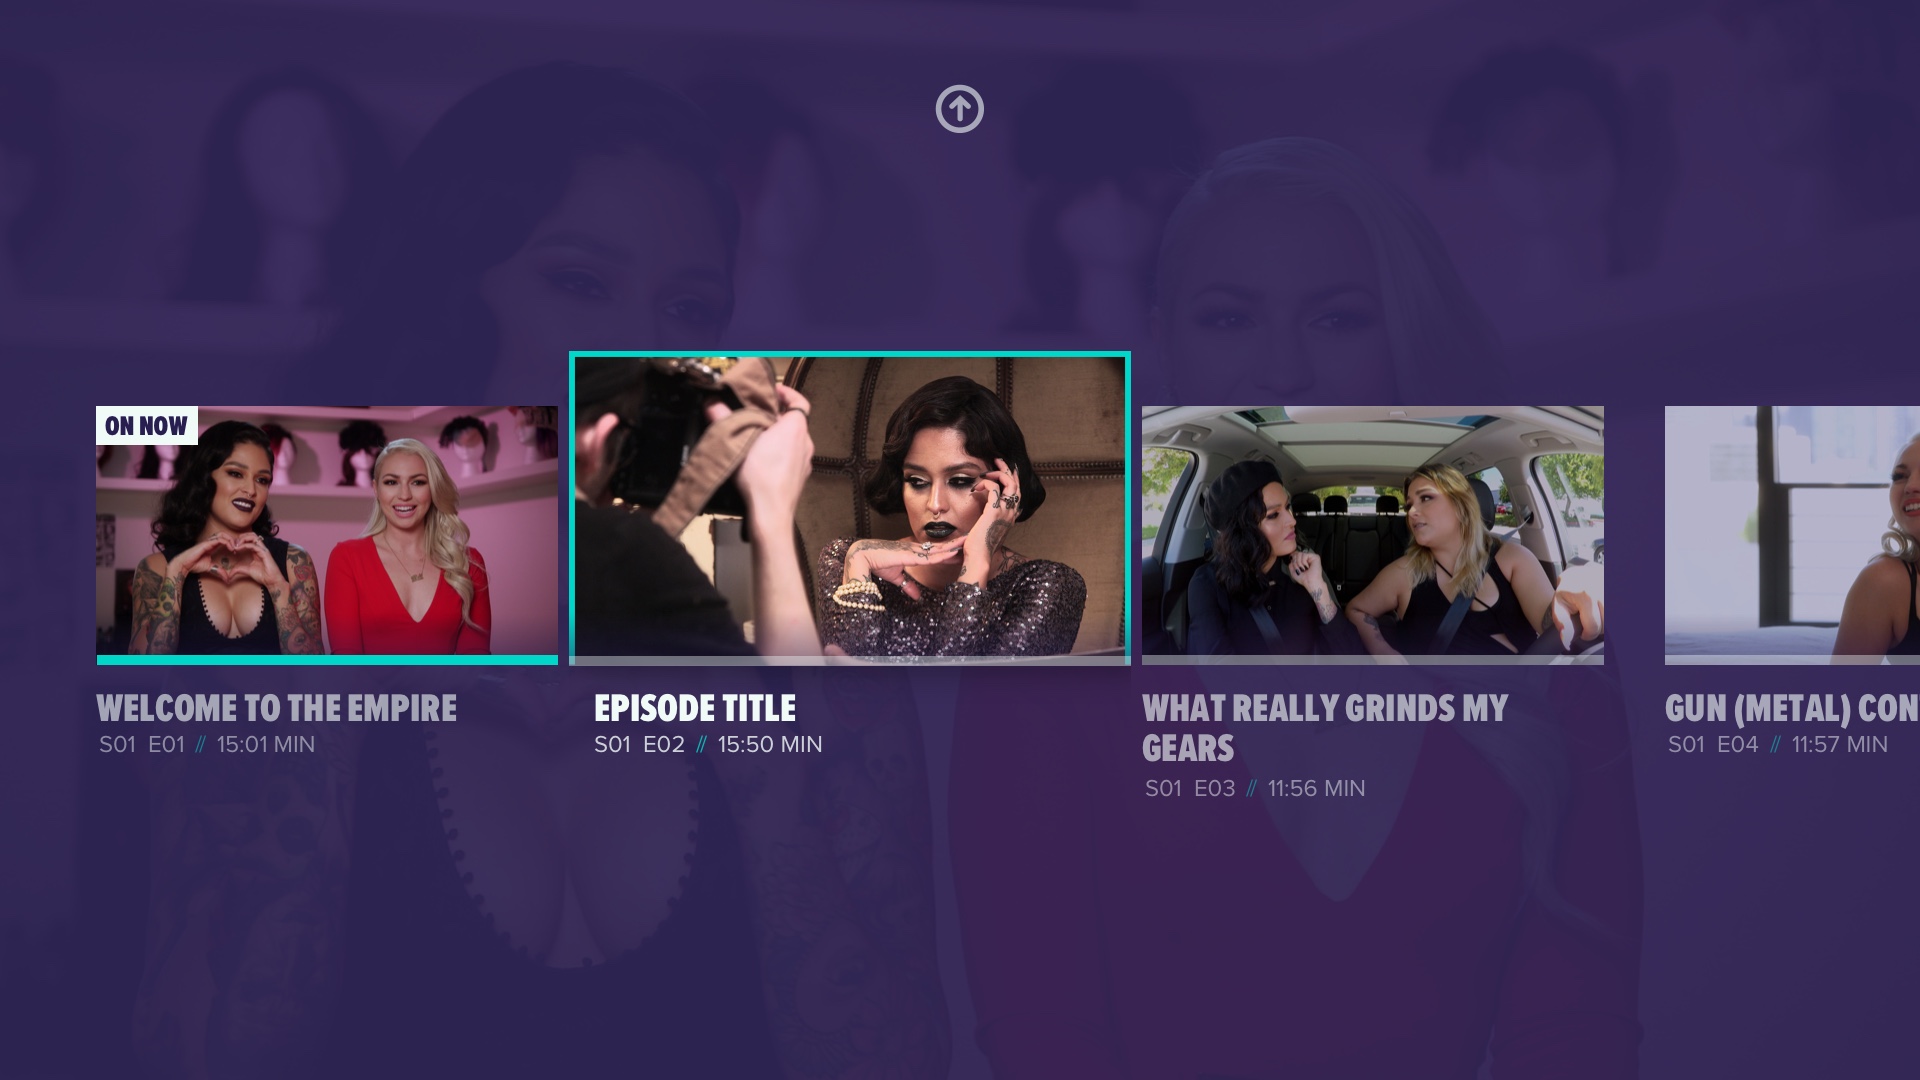 ON NOW
WELCOME TO THE EMPIRE
S01 E01 // 15:01 MIN
EPISODE TITLE
S01 E02 // 15:50 MIN
WHAT REALLY GRINDS MY
GEARS
S01 E03 // 11:56 MIN
GUN (METAL) CON
S01 E04 // 11:57 MIN